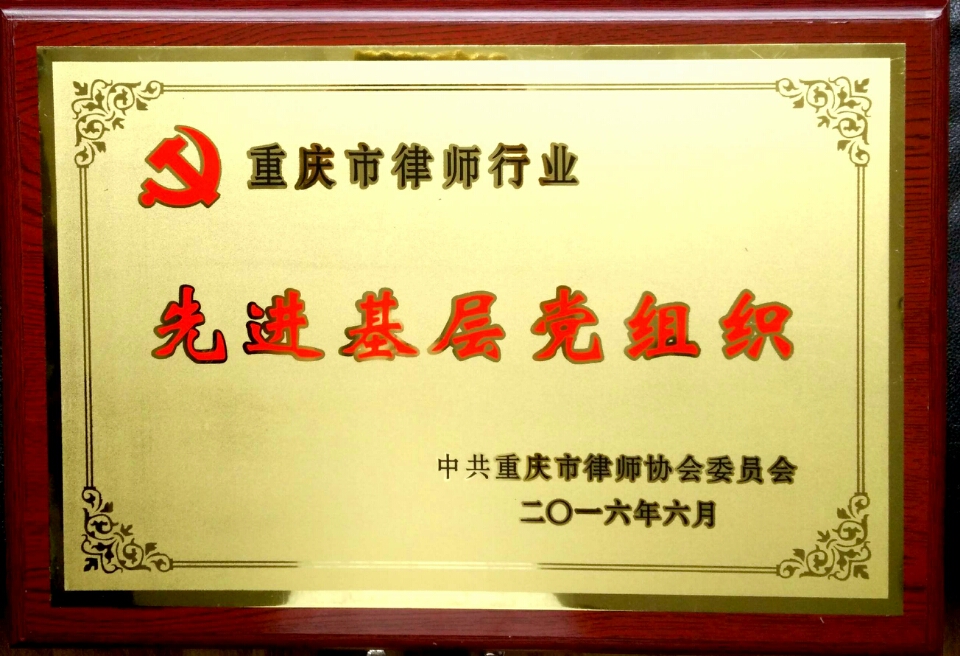 重庆市律师行业
先进基层党组织
中共重庆市律师协会委员会
二〇一六年六月